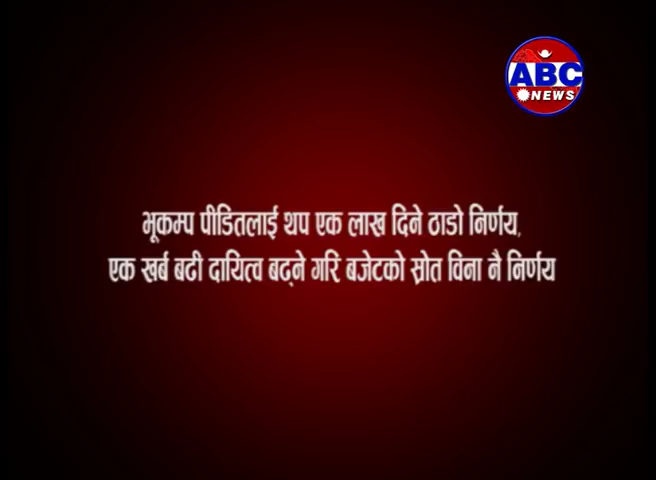 ABC
NEWS
भूकम्प पीडितलाई थप एक लाख दिने ठाडो निर्णय,
एक खर्ब बढी दायित्व बढ्ने गरि बजेटको स्रोत विना नै निर्णय